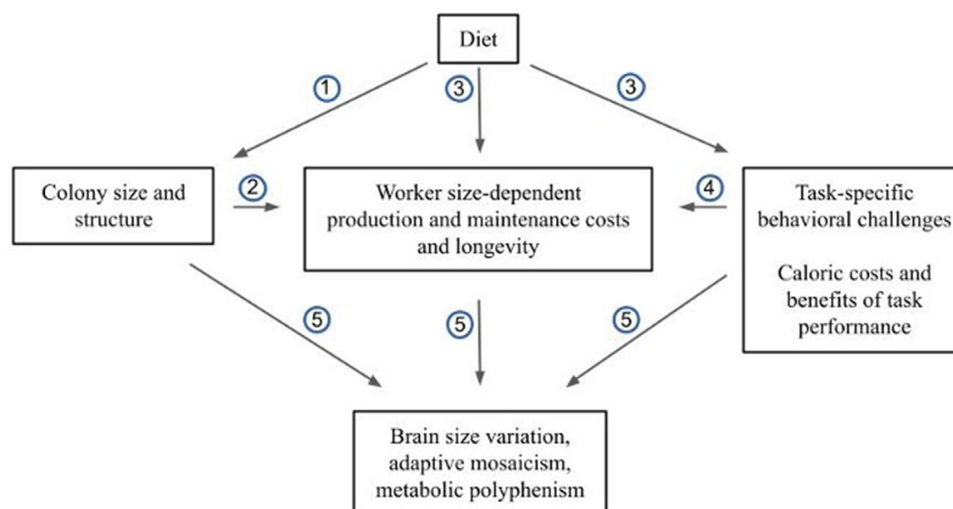 Diet
1
3
3
Colony size and
structure
2
Worker size-dependent
production and maintenance costs
and longevity
4
Task-specific
behavioral challenges
Caloric costs and
benefits of task
performance
5
5
5
Brain size variation,
adaptive mosaicism,
metabolic polyphenism